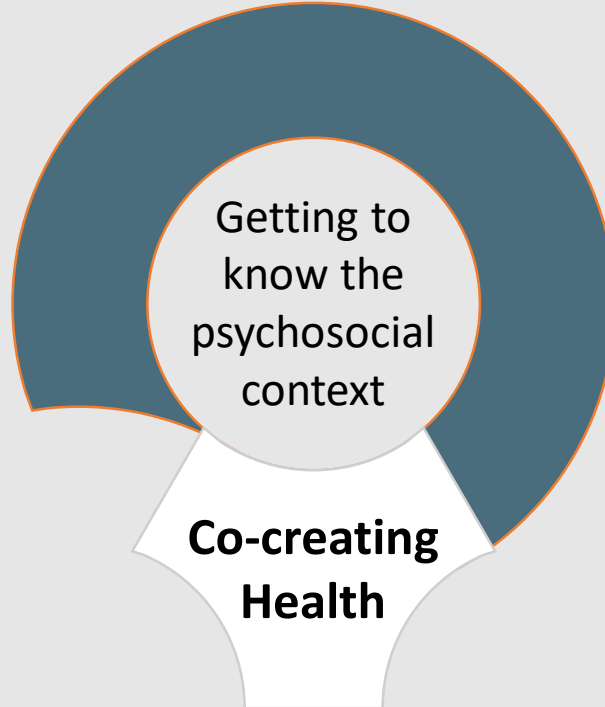 Getting to
know the
psychosocial
context
Co-creating
Health